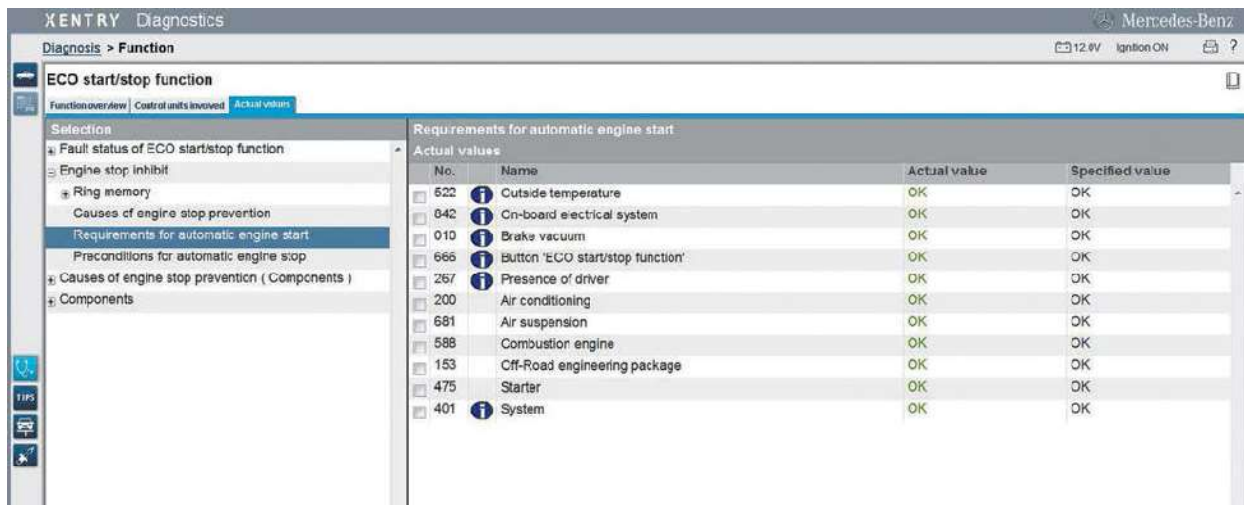 XENTRY Diagnostics Mercedes-Benz
Diagnosis > Function 12.0V Ignition ON ?
ECO start/stop function
Function overview Control units involved Actual values
Selection Requirements for automatic engine start
Fault status of ECO start/stop function Actual values
Engine stop inhibit No. Name Actual value Specified value
Ring memory 522 Outside temperature OK OK
Causes of engine stop prevention 642 On-board electrical system OK OK
Requirements for automatic engine start 010 Brake vacuum OK OK
Preconditions for automatic engine stop 666 Button 'ECO start/stop function' OK OK
Causes of engine stop prevention ( Components ) 267 Presence of driver OK OK
Components 200 Air conditioning OK OK
681 Air suspension OK OK
588 Combustion engine OK OK
153 Off-Road engineering package OK OK
475 Starter OK OK
401 System OK OK
TIPS